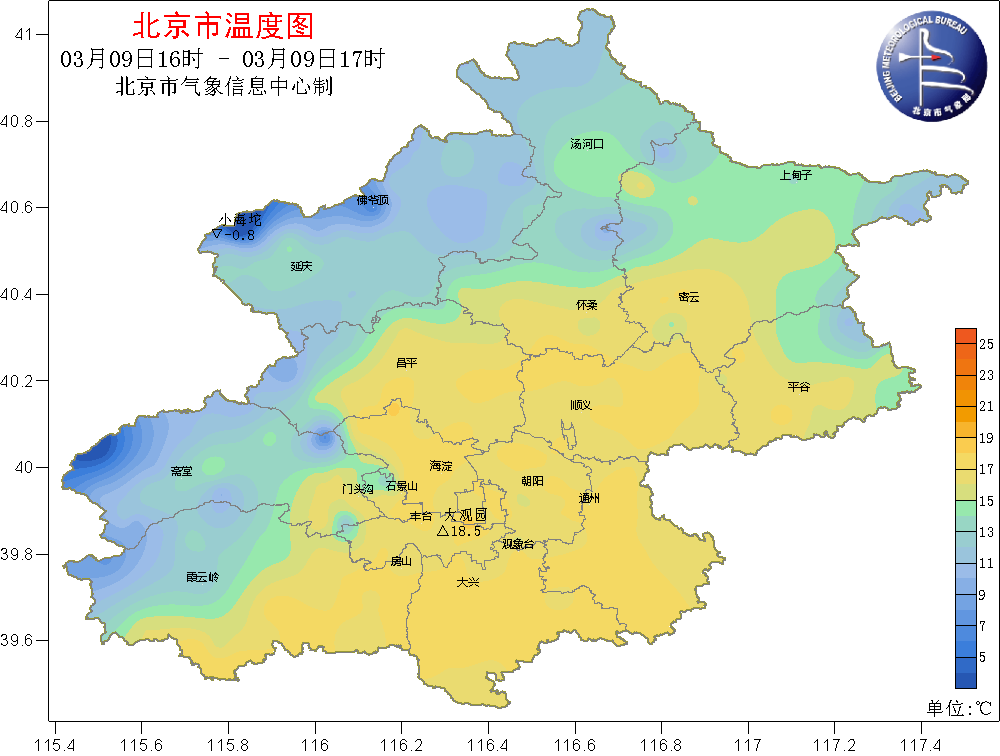 北京市温度图
03月09日16时 - 03月09日17时
北京市气象信息中心制
BEIJING METEOROLOGICAL BUREAU
北京市气象局
41
40.8
40.6
40.4
40.2
40
39.8
39.6
汤河口
上甸子
佛爷顶
小海坨
▽-0.8
延庆
怀柔
密云
昌平
平谷
顺义
海淀
斋堂
门头沟
石景山
朝阳
通州
丰台
大观园
△18.5
观象台
房山
霞云岭
大兴
25
23
21
19
17
15
13
11
9
7
5
单位:℃
115.4
115.6
115.8
116
116.2
116.4
116.6
116.8
117
117.2
117.4